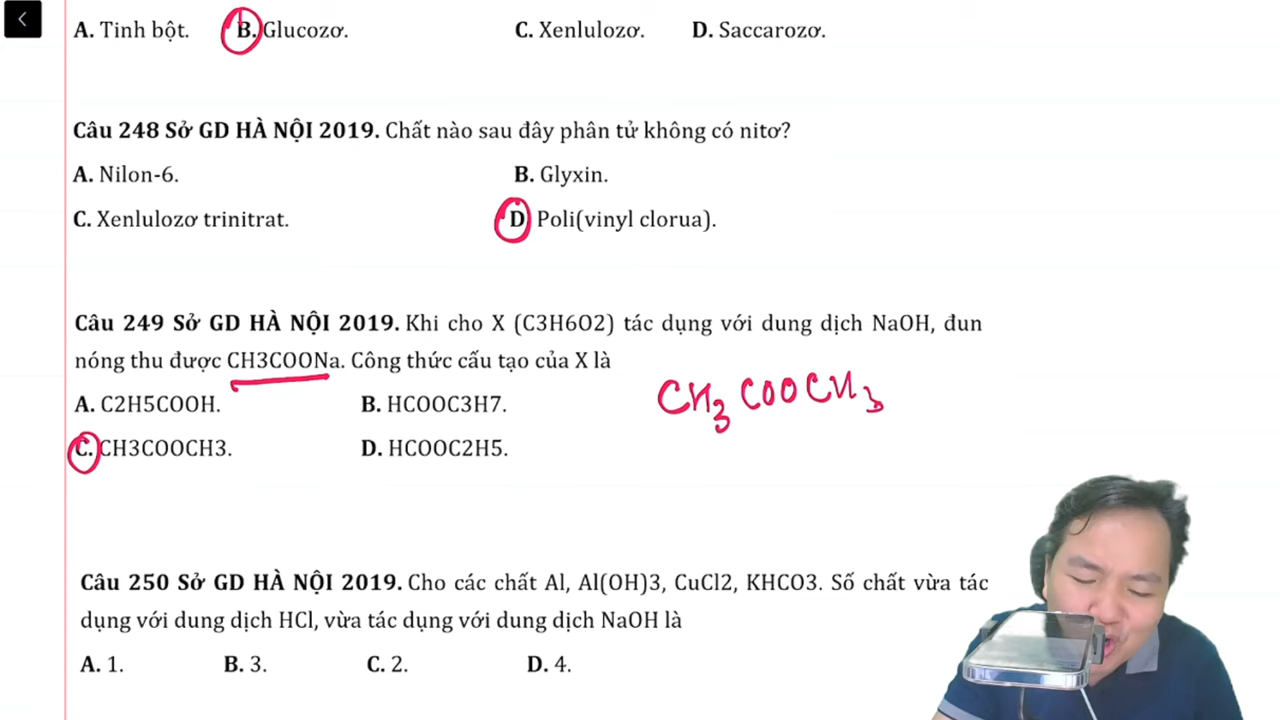 A. Tinh bột. B. Glucozơ. C. Xenlulozơ. D. Saccarozơ.
Câu 248 Sở GD HÀ NỘI 2019. Chất nào sau đây phân tử không có nitơ?
A. Nilon-6. B. Glyxin.
C. Xenlulozơ trinitrat. D Poli(vinyl clorua).
Câu 249 Sở GD HÀ NỘI 2019. Khi cho X (C3H6O2) tác dụng với dung dịch NaOH, đun
nóng thu được CH3COONa. Công thức cấu tạo của X là
CH3COOCH3
A. C2H5COOH. B. HCOOC3H7.
C. CH3COOCH3. D. HCOOC2H5.
Câu 250 Sở GD HÀ NỘI 2019. Cho các chất Al, Al(OH)3, CuCl2, KHCO3. Số chất vừa tác
dụng với dung dịch HCl, vừa tác dụng với dung dịch NaOH là
A. 1. B. 3. C. 2. D. 4.